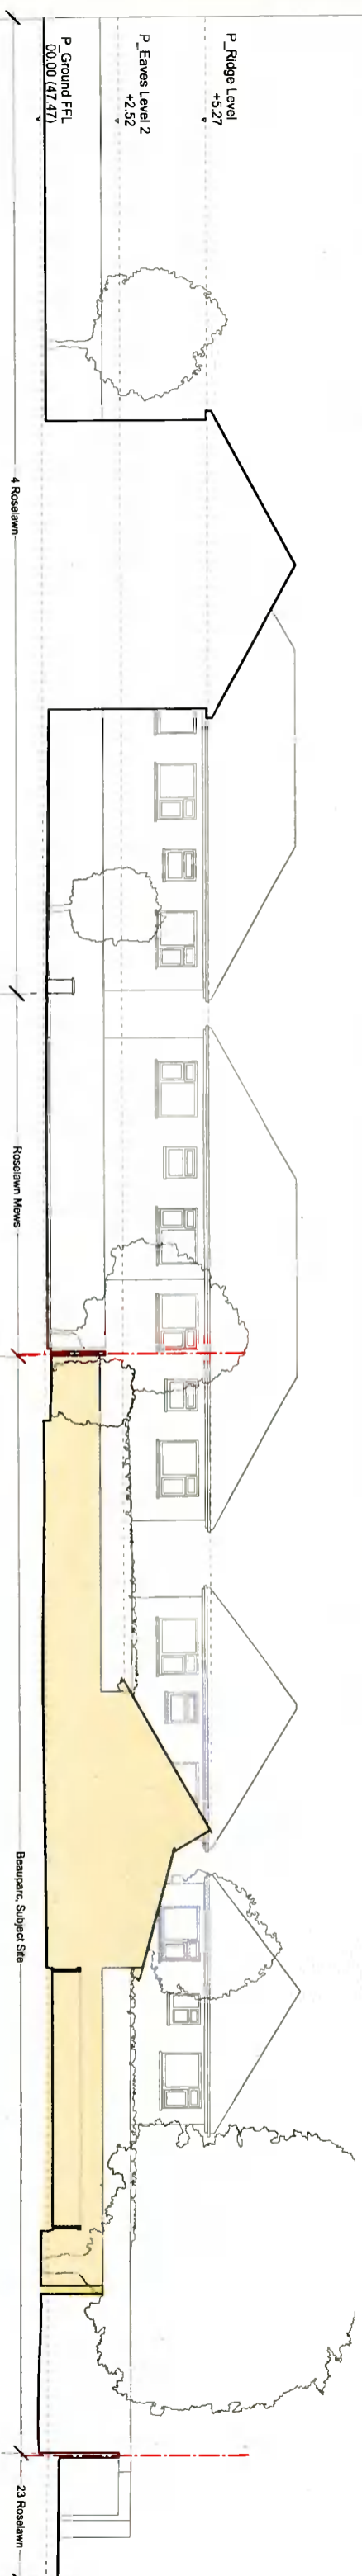 P_Ridge Level
+5.27
P_Eaves Level 2
+2.52
P_Ground FFL
00.00 (47.47)
4 Roselawn
Roselawn Mews
Beauparc, Subject Site
23 Roselawn